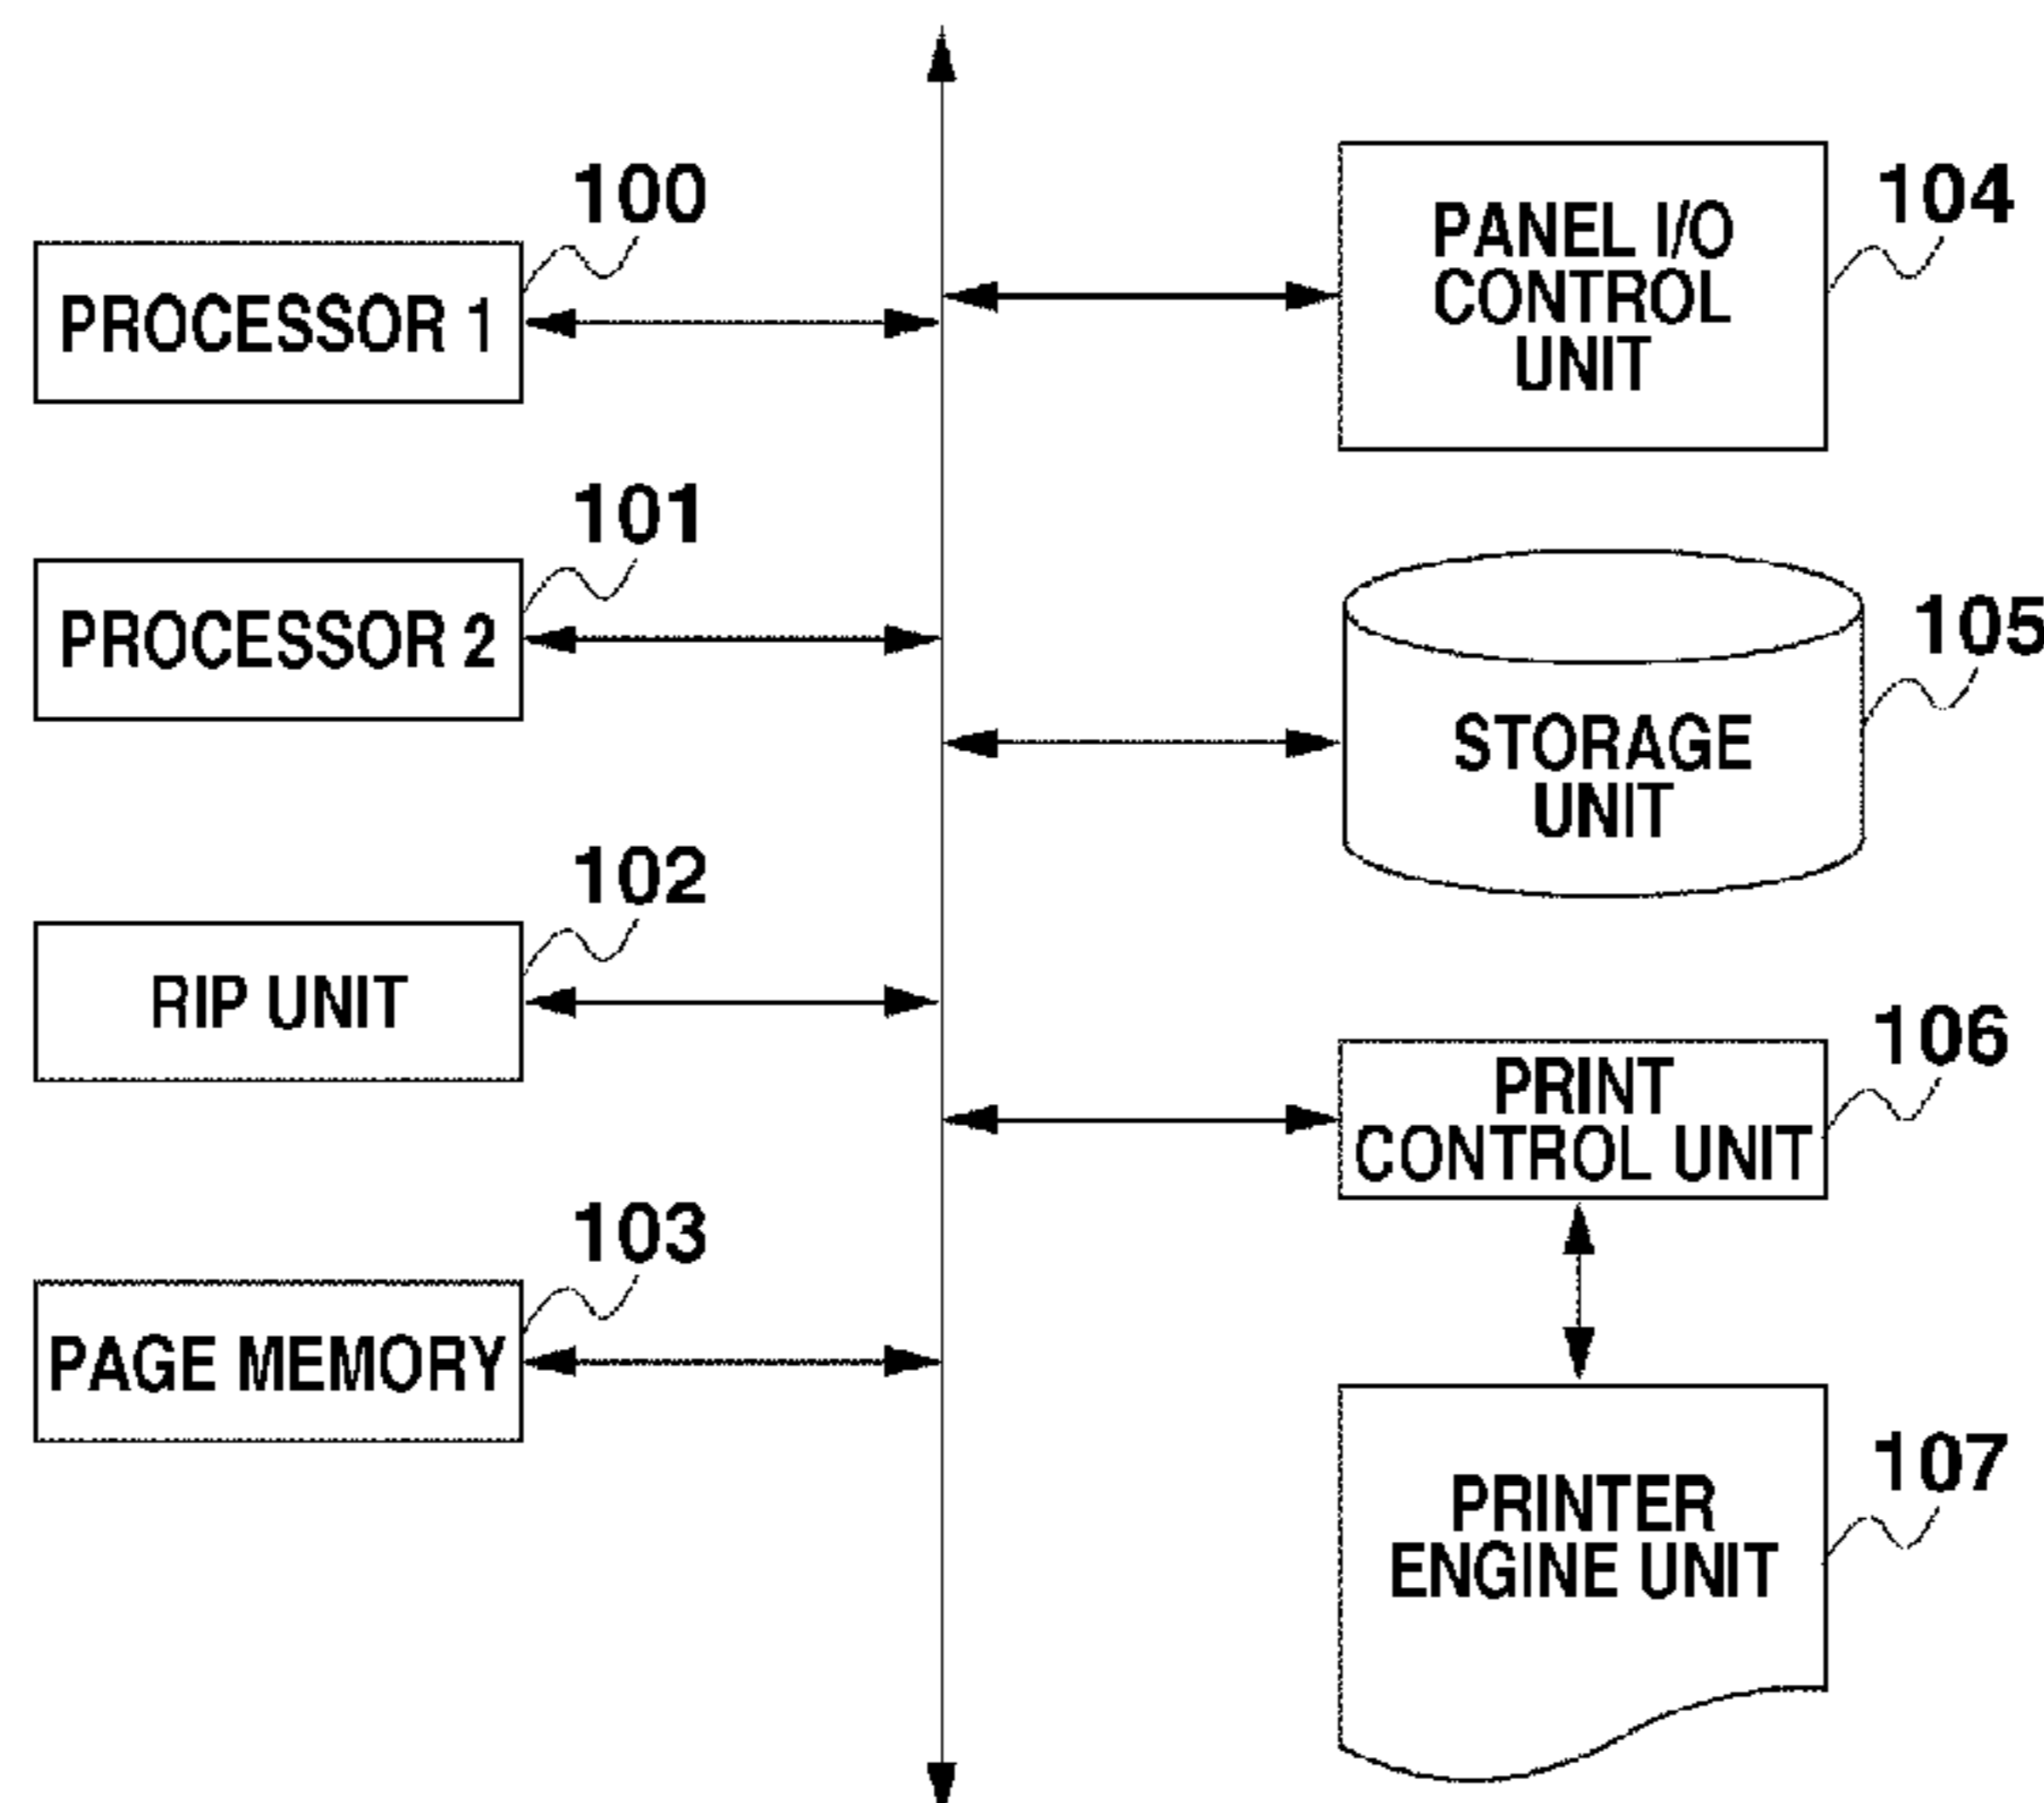 100
PROCESSOR 1
101
PROCESSOR 2
102
RIP UNIT
103
PAGE MEMORY
104
PANEL I/O
CONTROL
UNIT
105
STORAGE
UNIT
106
PRINT
CONTROL UNIT
107
PRINTER
ENGINE UNIT